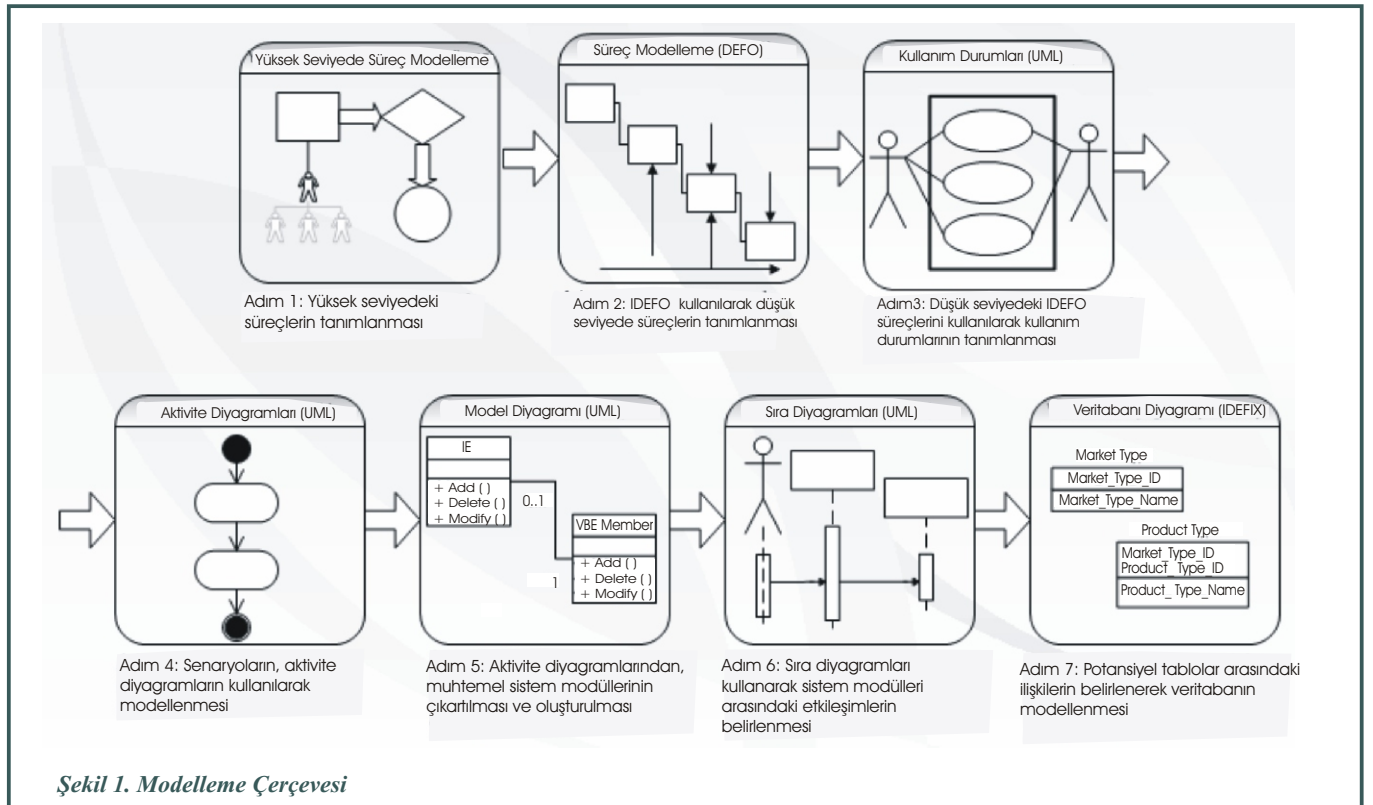 Yüksek Seviyede Süreç Modelleme
Süreç Modelleme (DEFO)
Kullanım Durumları (UML)
Adım 1: Yüksek seviyedeki
süreçlerin tanımlanması
Adım 2: IDEFO kullanılarak düşük
seviyede süreçlerin tanımlanması
Adım3: Düşük seviyedeki IDEFO
süreçlerini kullanılarak kullanım
durumlarının tanımlanması
Aktivite Diyagramları (UML)
Model Diyagramı (UML)
IE
+ Add ( )
+ Delete ( )
+ Modify ( )
0..1
VBE Member
+ Add ( )
+ Delete ( )
+ Modify ( )
1
Sıra Diyagramları (UML)
Veritabanı Diyagramı (IDEFIX)
Market Type
Market_Type_ID
Market_Type_Name
Product Type
Market_Type_ID
Product_ Type_ID
Product_ Type_Name
Adım 4: Senaryoların, aktivite
diyagramların kullanılarak
modellenmesi
Adım 5: Aktivite diyagramlarından,
muhtemel sistem modüllerinin
çıkartılması ve oluşturulması
Adım 6: Sıra diyagramları
kullanarak sistem modülleri
arasındaki etkileşimlerin
belirlenmesi
Adım 7: Potansiyel tablolar arasındaki
ilişkilerin belirlenerek veritabanın
modellenmesi
Şekil 1. Modelleme Çerçevesi